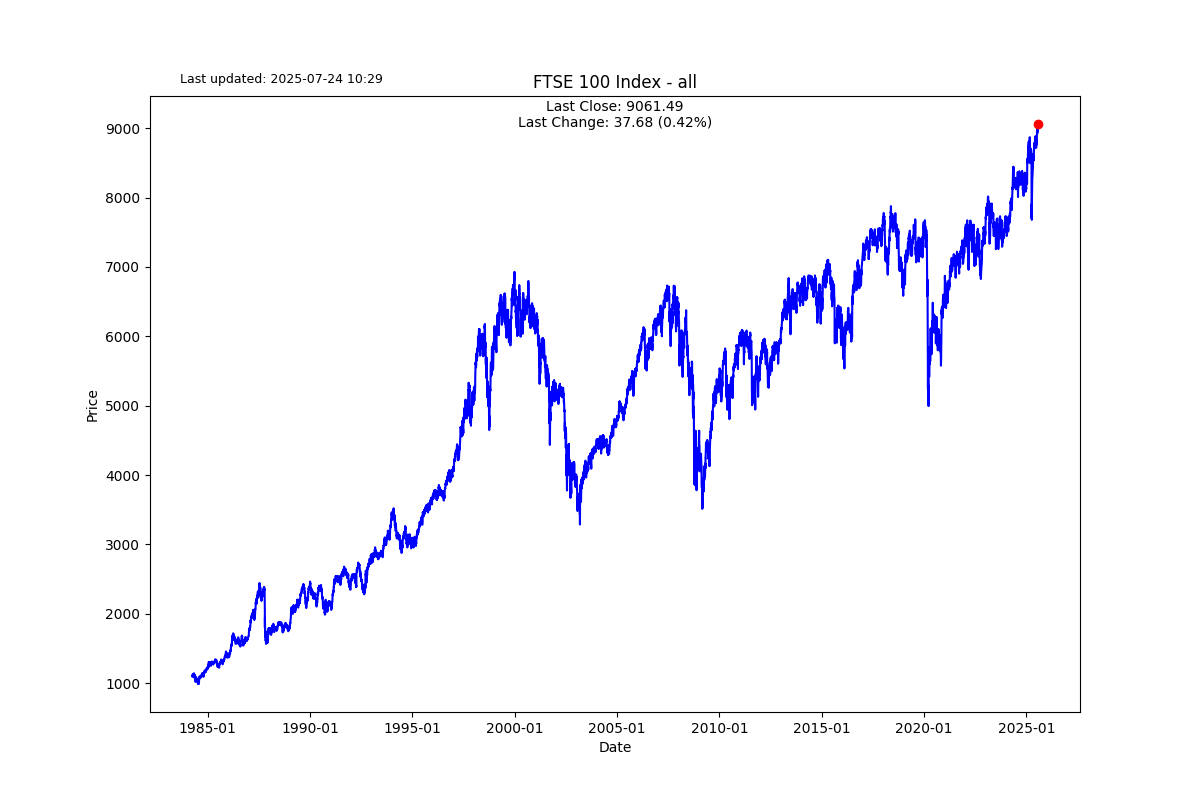 Last updated: 2025-07-24 10:29
FTSE 100 Index - all
Last Close: 9061.49
Last Change: 37.68 (0.42%)
9000
8000
7000
6000
5000
4000
3000
2000
1000
Price
1985-01 1990-01 1995-01 2000-01 2005-01 2010-01 2015-01 2020-01 2025-01
Date